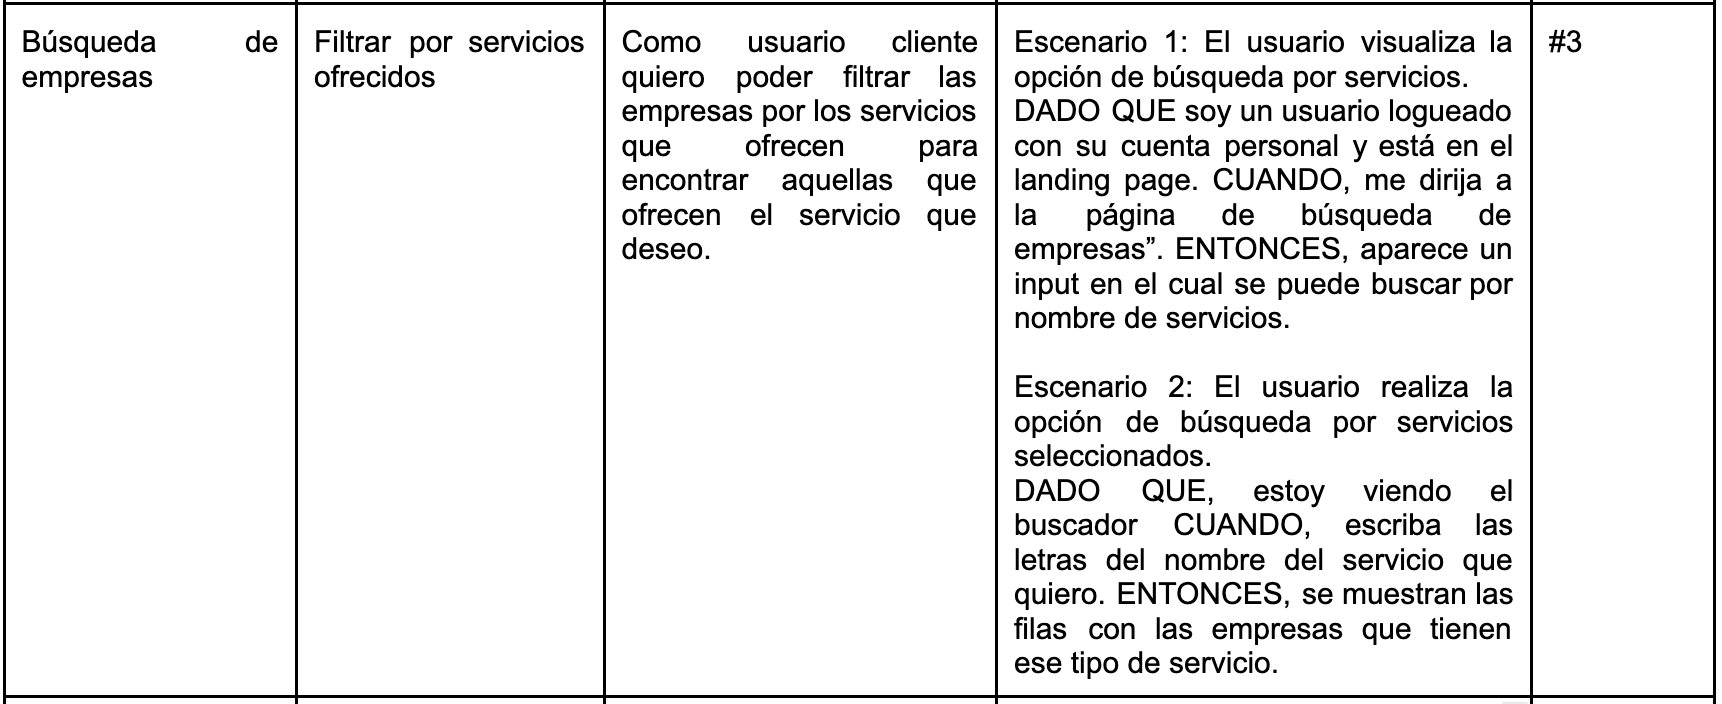 Búsqueda de
empresas
Filtrar por servicios
ofrecidos
Como usuario cliente
quiero poder filtrar las
empresas por los servicios
que ofrecen para
encontrar aquellas que
ofrecen el servicio que
deseo.
Escenario 1: El usuario visualiza la
opción de búsqueda por servicios.
DADO QUE soy un usuario logueado
con su cuenta personal y está en el
landing page. CUANDO, me dirija a
la página de búsqueda de
empresas”. ENTONCES, aparece un
input en el cual se puede buscar por
nombre de servicios.
Escenario 2: El usuario realiza la
opción de búsqueda por servicios
seleccionados.
DADO QUE, estoy viendo el
buscador CUANDO, escriba las
letras del nombre del servicio que
quiero. ENTONCES, se muestran las
filas con las empresas que tienen
ese tipo de servicio.
#3